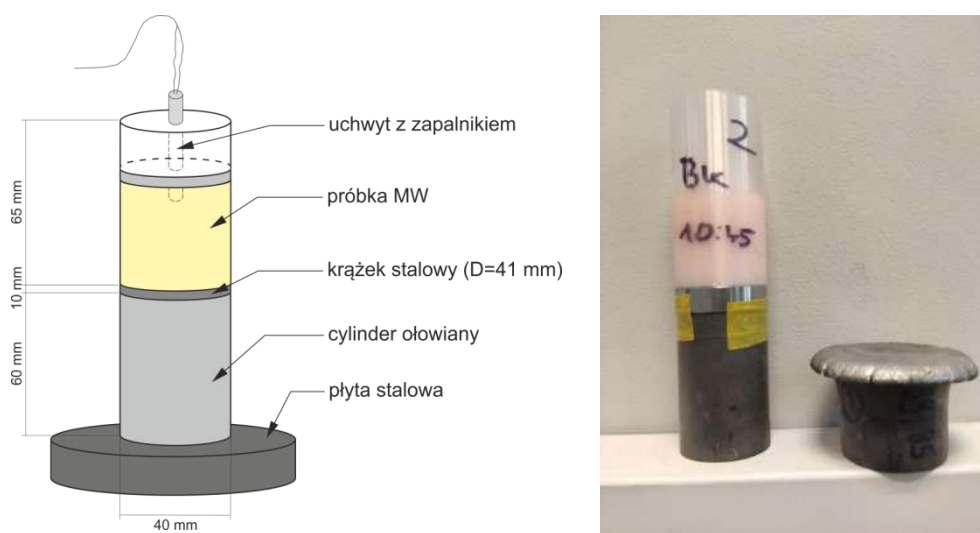 uchwyt z zapalnikiem
próbka MW
krążek stalowy (D=41 mm)
cylinder ołowiany
płyta stalowa
65 mm
10 mm
60 mm
40 mm
2
BK
10:45